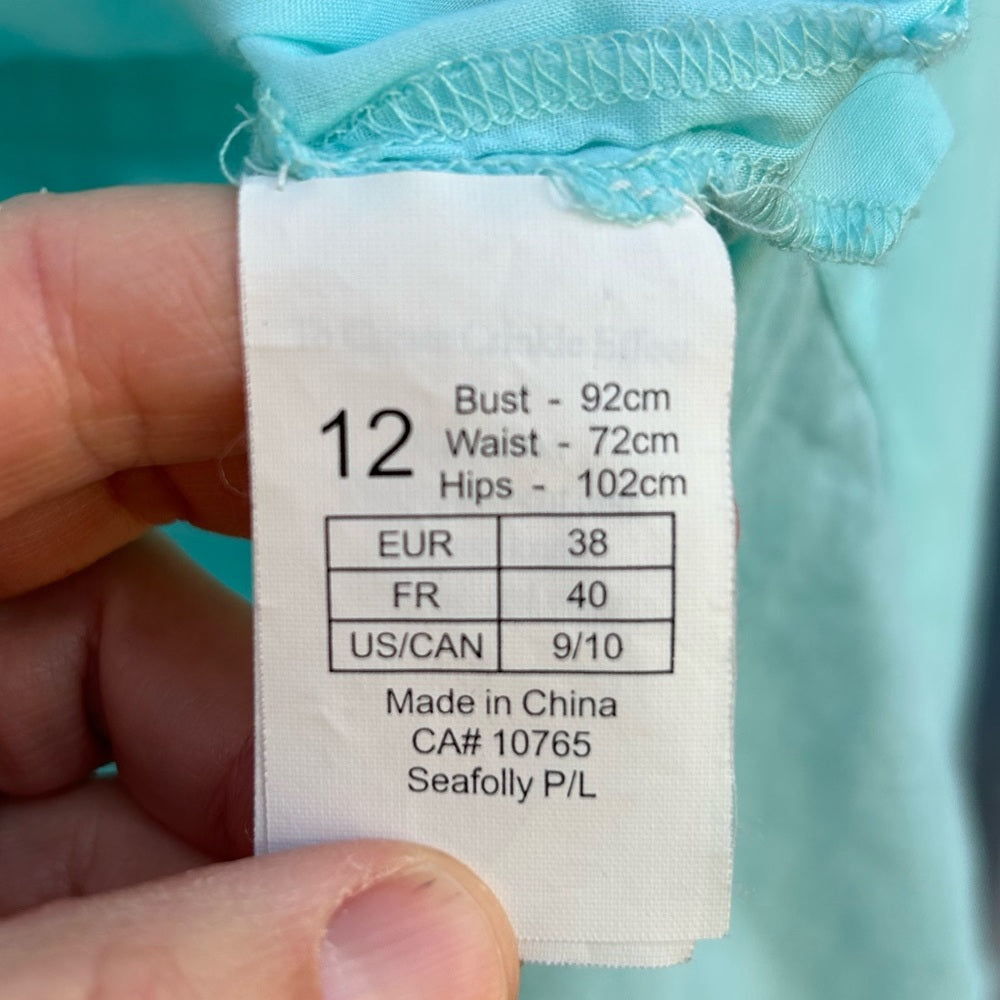 12
Bust - 92cm
Waist - 72cm
Hips - 102cm
EUR 38
FR 40
US/CAN 9/10
Made in China
CA# 10765
Seafolly P/L